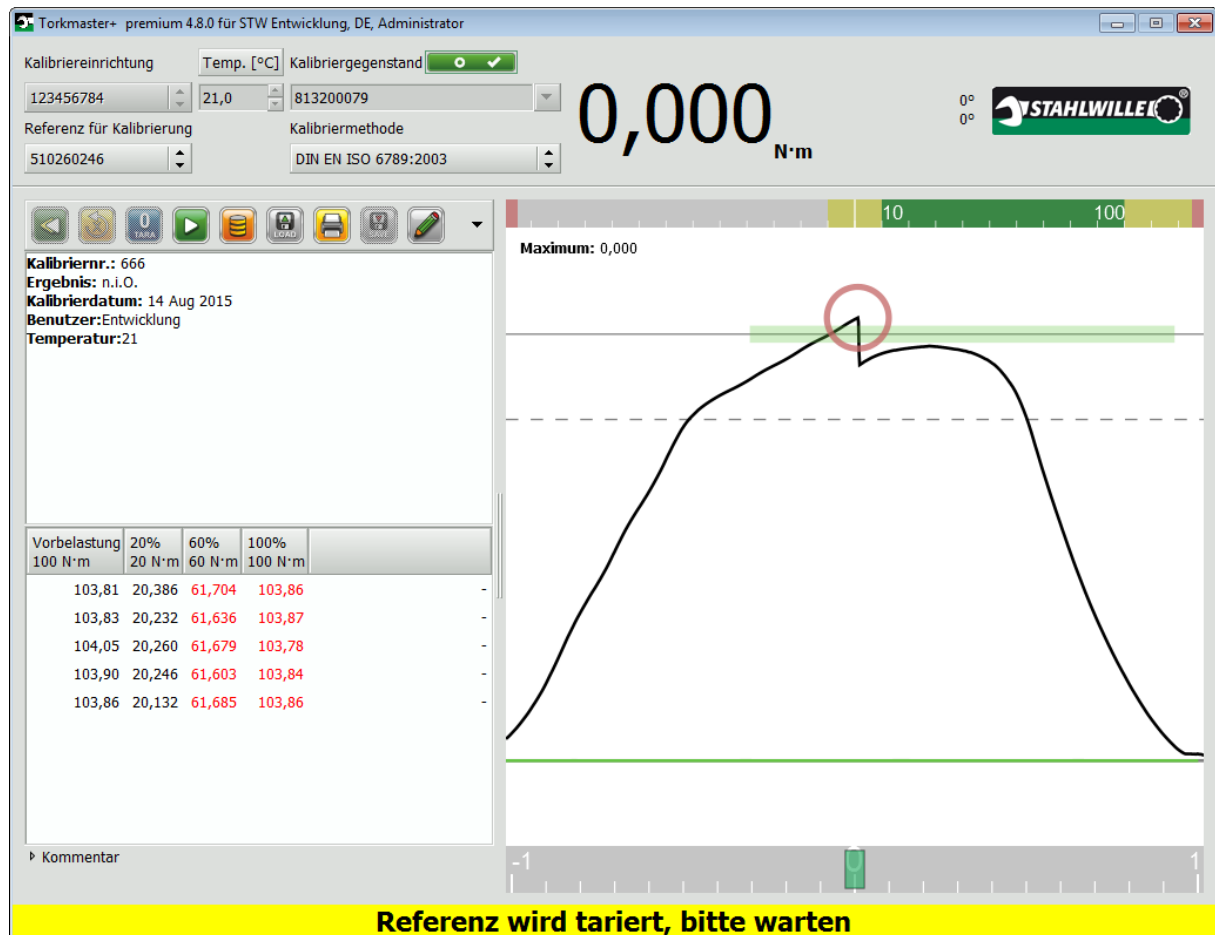 Torkmaster+ premium 4.8.0 für STW Entwicklung, DE, Administrator
Kalibriereinrichtung Temp. [°C] Kalibriergegenstand
123456784 21,0 813200079
Referenz für Kalibrierung Kalibriermethode
510260246 DIN EN ISO 6789:2003
0,000 N·m
0°
0°
STAHLWILLE®
0 TARA LOAD SAVE
10 100
Maximum: 0,000
Kalibriernr.: 666
Ergebnis: n.i.O.
Kalibrierdatum: 14 Aug 2015
Benutzer:Entwicklung
Temperatur:21
Vorbelastung 20% 60% 100%
100 N·m 20 N·m 60 N·m 100 N·m
103,81 20,386 61,704 103,86 -
103,83 20,232 61,636 103,87 -
104,05 20,260 61,679 103,78 -
103,90 20,246 61,603 103,84 -
103,86 20,132 61,685 103,86 -
Kommentar
-1 0 1
Referenz wird tariert, bitte warten